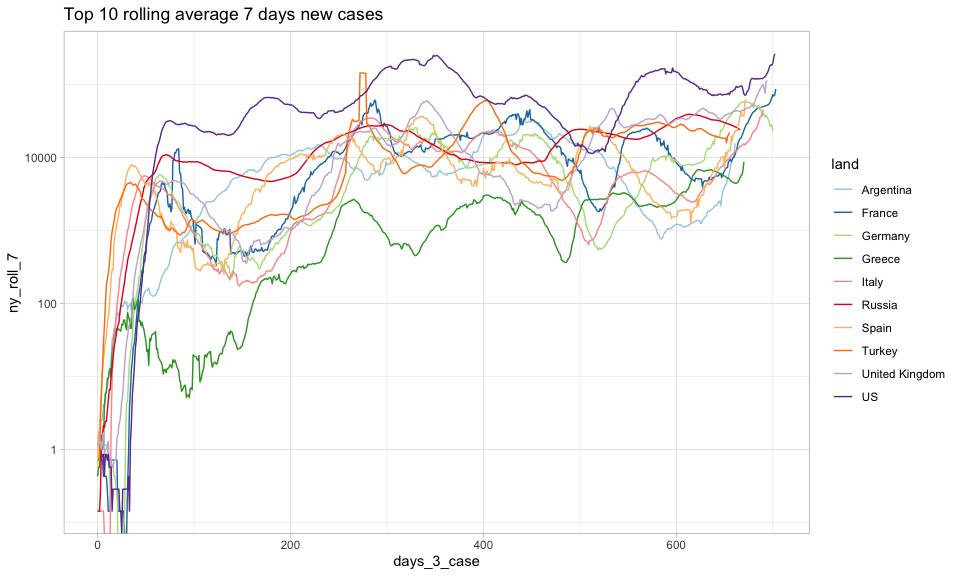 Top 10 rolling average 7 days new cases
ny_roll_7
10000
100
1
0
200
400
600
days_3_case
land
Argentina
France
Germany
Greece
Italy
Russia
Spain
Turkey
United Kingdom
US